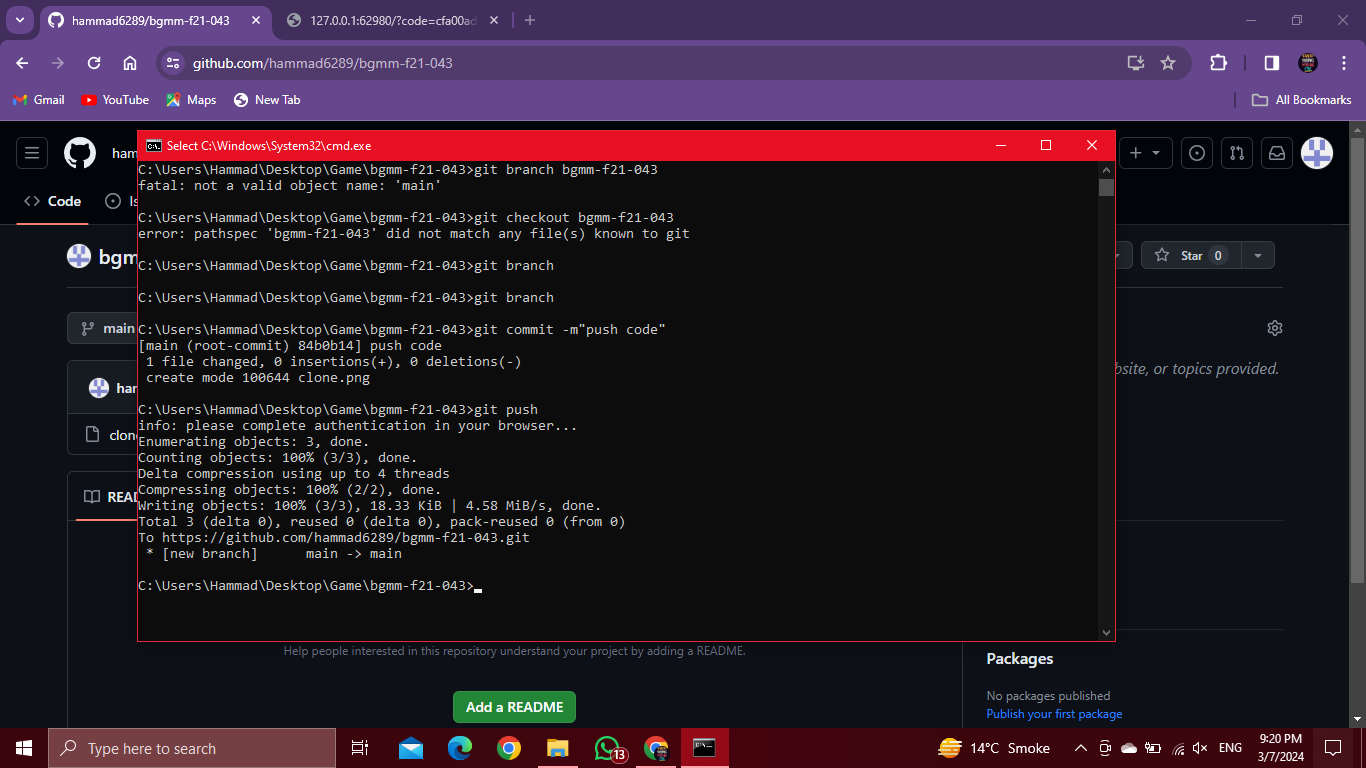 hammad6289/bgmm-f21-043
127.0.0.1:62980/?code=cfa00ad
github.com/hammad6289/bgmm-f21-043
Gmail
YouTube
Maps
New Tab
All Bookmarks
ham
Select C:\Windows\System32\cmd.exe
C:\Users\Hammad\Desktop\Game\bgmm-f21-043>git branch bgmm-f21-043
fatal: not a valid object name: 'main'
C:\Users\Hammad\Desktop\Game\bgmm-f21-043>git checkout bgmm-f21-043
error: pathspec 'bgmm-f21-043' did not match any file(s) known to git
C:\Users\Hammad\Desktop\Game\bgmm-f21-043>git branch
C:\Users\Hammad\Desktop\Game\bgmm-f21-043>git branch
C:\Users\Hammad\Desktop\Game\bgmm-f21-043>git commit -m"push code"
[main (root-commit) 84b0b14] push code
1 file changed, 0 insertions(+), 0 deletions(-)
create mode 100644 clone.png
C:\Users\Hammad\Desktop\Game\bgmm-f21-043>git push
info: please complete authentication in your browser...
Enumerating objects: 3, done.
Counting objects: 100% (3/3), done.
Delta compression using up to 4 threads
Compressing objects: 100% (2/2), done.
Writing objects: 100% (3/3), 18.33 KiB | 4.58 MiB/s, done.
Total 3 (delta 0), reused 0 (delta 0), pack-reused 0 (from 0)
To https://github.com/hammad6289/bgmm-f21-043.git
* [new branch]      main -> main
C:\Users\Hammad\Desktop\Game\bgmm-f21-043>
Code
Is
bgm
Star 0
main
bsite, or topics provided.
har
clon
READ
Help people interested in this repository understand your project by adding a README.
Add a README
Packages
No packages published
Publish your first package
Type here to search
13
14°C Smoke
ENG
9:20 PM
3/7/2024